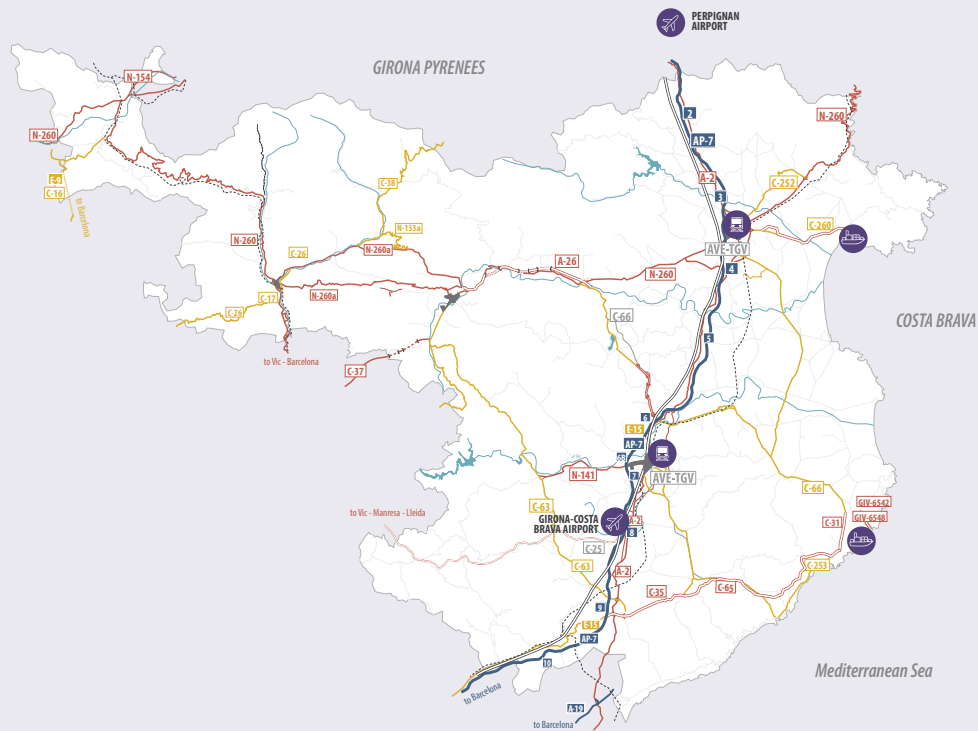 PERPIGNAN
AIRPORT
GIRONA PYRENEES
N-154
N-260
E-9
C-16
to Barcelona
2
AP-7
N-260
A-2
C-252
3
C-38
C-260
N-153a
N-260
C-26
N-260a
AVE-TGV
A-26
N-260
4
C-17
N-260a
C-26
C-66
COSTA BRAVA
5
to Vic - Barcelona
C-37
6
E-15
AP-7
6B
7
N-141
AVE-TGV
C-66
GIV-6542
GIV-6548
C-31
C-63
to Vic - Manresa - Lleida
GIRONA-COSTA
BRAVA AIRPORT
A-2
8
C-25
C-63
A-2
C-253
C-35
C-65
9
E-15
AP-7
10
to Barcelona
Mediterranean Sea
A-19
to Barcelona